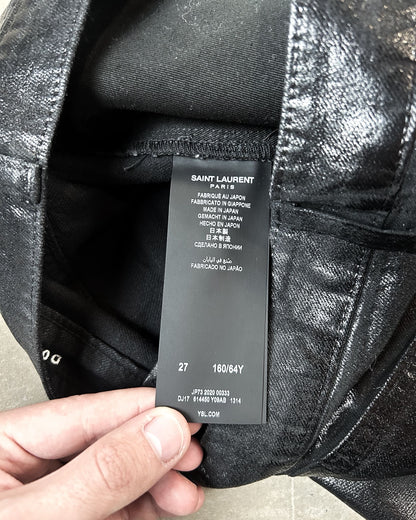 SAINT LAURENT
PARIS
FABRIQUÉ AU JAPON
FABBRICATO IN GIAPPONE
MADE IN JAPAN
GEMACHT IN JAPAN
HECHO EN JAPON
日本製
日本制造
СДЕЛАНО В ЯПОНИИ
صنع في اليابان
FABRICADO NO JAPÃO
27 160/64Y
JP73 2020 00333
DJ17 614460 Y09AB 1314
YSL.COM